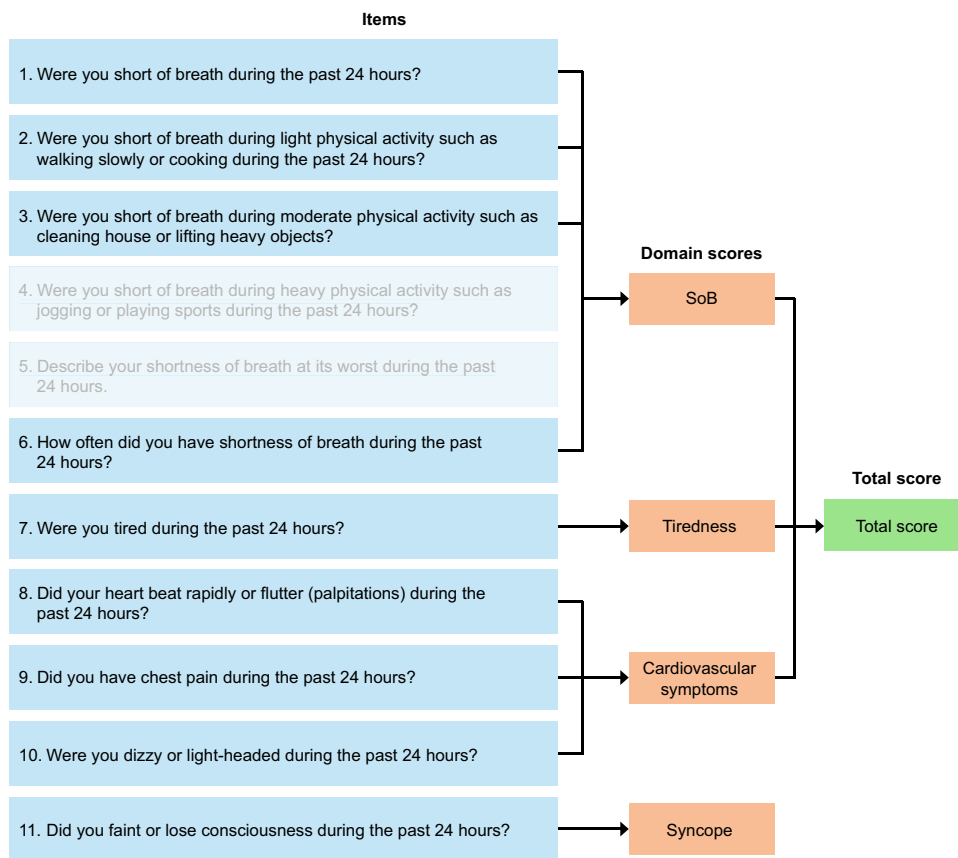 Items
1. Were you short of breath during the past 24 hours?
2. Were you short of breath during light physical activity such as
walking slowly or cooking during the past 24 hours?
3. Were you short of breath during moderate physical activity such as
cleaning house or lifting heavy objects?
4. Were you short of breath during heavy physical activity such as
jogging or playing sports during the past 24 hours?
5. Describe your shortness of breath at its worst during the past
24 hours.
6. How often did you have shortness of breath during the past
24 hours?
7. Were you tired during the past 24 hours?
8. Did your heart beat rapidly or flutter (palpitations) during the
past 24 hours?
9. Did you have chest pain during the past 24 hours?
10. Were you dizzy or light-headed during the past 24 hours?
11. Did you faint or lose consciousness during the past 24 hours?
Domain scores
SoB
Tiredness
Cardiovascular
symptoms
Syncope
Total score
Total score